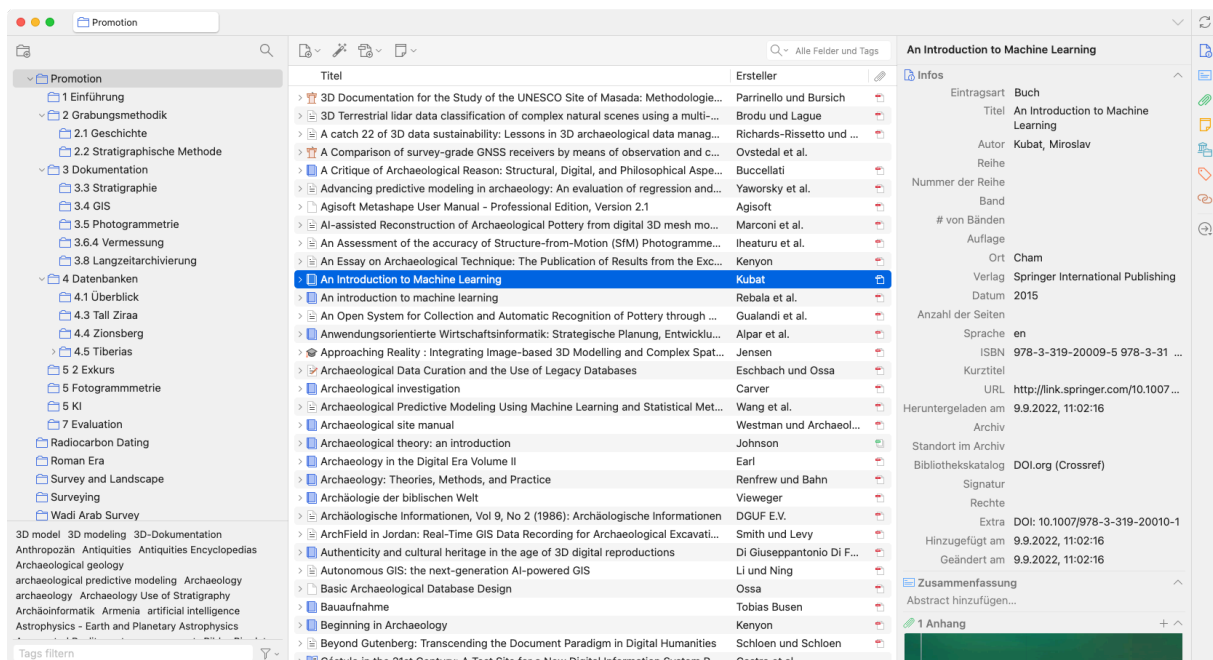 Promotion
Alle Felder und Tags
Promotion
1 Einführung
2 Grabungsmethodik
2.1 Geschichte
2.2 Stratigraphische Methode
3 Dokumentation
3.3 Stratigraphie
3.4 GIS
3.5 Photogrammetrie
3.6.4 Vermessung
3.8 Langzeitarchivierung
4 Datenbanken
4.1 Überblick
4.3 Tall Ziraa
4.4 Zionsberg
4.5 Tiberias
5 2 Exkurs
5 Fotogrammmetrie
5 KI
7 Evaluation
Radiocarbon Dating
Roman Era
Survey and Landscape
Surveying
Wadi Arab Survey
3D model 3D modeling 3D-Dokumentation
Anthropozän Antiquities Antiquities Encyclopedias
Archaeological geology
archaeological predictive modeling Archaeology
archaeology Archaeology Use of Stratigraphy
Archäoinformatik Armenia artificial intelligence
Astrophysics - Earth and Planetary Astrophysics
Tags filtern
Titel Ersteller
3D Documentation for the Study of the UNESCO Site of Masada: Methodologie... Parrinello und Bursich
3D Terrestrial lidar data classification of complex natural scenes using a multi-... Brodu und Lague
A catch 22 of 3D data sustainability: Lessons in 3D archaeological data manag... Richards-Rissetto und ...
A Comparison of survey-grade GNSS receivers by means of observation and c... Ovstedal et al.
A Critique of Archaeological Reason: Structural, Digital, and Philosophical Aspe... Buccellati
Advancing predictive modeling in archaeology: An evaluation of regression and... Yaworsky et al.
Agisoft Metashape User Manual - Professional Edition, Version 2.1 Agisoft
AI-assisted Reconstruction of Archaeological Pottery from digital 3D mesh mo... Marconi et al.
An Assessment of the accuracy of Structure-from-Motion (SfM) Photogramme... Iheaturu et al.
An Essay on Archaeological Technique: The Publication of Results from the Exc... Kenyon
An Introduction to Machine Learning Kubat
An introduction to machine learning Rebala et al.
An Open System for Collection and Automatic Recognition of Pottery through ... Gualandi et al.
Anwendungsorientierte Wirtschaftsinformatik: Strategische Planung, Entwicklu... Alpar et al.
Approaching Reality : Integrating Image-based 3D Modelling and Complex Spat... Jensen
Archaeological Data Curation and the Use of Legacy Databases Eschbach und Ossa
Archaeological investigation Carver
Archaeological Predictive Modeling Using Machine Learning and Statistical Met... Wang et al.
Archaeological site manual Westman und Archaeol...
Archaeological theory: an introduction Johnson
Archaeology in the Digital Era Volume II Earl
Archaeology: Theories, Methods, and Practice Renfrew und Bahn
Archäologie der biblischen Welt Vieweger
Archäologische Informationen, Vol 9, No 2 (1986): Archäologische Informationen DGUF E.V.
ArchField in Jordan: Real-Time GIS Data Recording for Archaeological Excavati... Smith und Levy
Authenticity and cultural heritage in the age of 3D digital reproductions Di Giuseppantonio Di F...
Autonomous GIS: the next-generation AI-powered GIS Li und Ning
Basic Archaeological Database Design Ossa
Bauaufnahme Tobias Busen
Beginning in Archaeology Kenyon
Beyond Gutenberg: Transcending the Document Paradigm in Digital Humanities Schloen und Schloen
An Introduction to Machine Learning
Infos
Eintragsart Buch
Titel An Introduction to Machine
Learning
Autor Kubat, Miroslav
Reihe
Nummer der Reihe
Band
# von Bänden
Auflage
Ort Cham
Verlag Springer International Publishing
Datum 2015
Anzahl der Seiten
Sprache en
ISBN 978-3-319-20009-5 978-3-31 ...
Kurztitel
URL http://link.springer.com/10.1007...
Heruntergeladen am 9.9.2022, 11:02:16
Archiv
Standort im Archiv
Bibliothekskatalog DOI.org (Crossref)
Signatur
Rechte
Extra DOI: 10.1007/978-3-319-20010-1
Hinzugefügt am 9.9.2022, 11:02:16
Geändert am 9.9.2022, 11:02:16
Zusammenfassung
Abstract hinzufügen...
1 Anhang